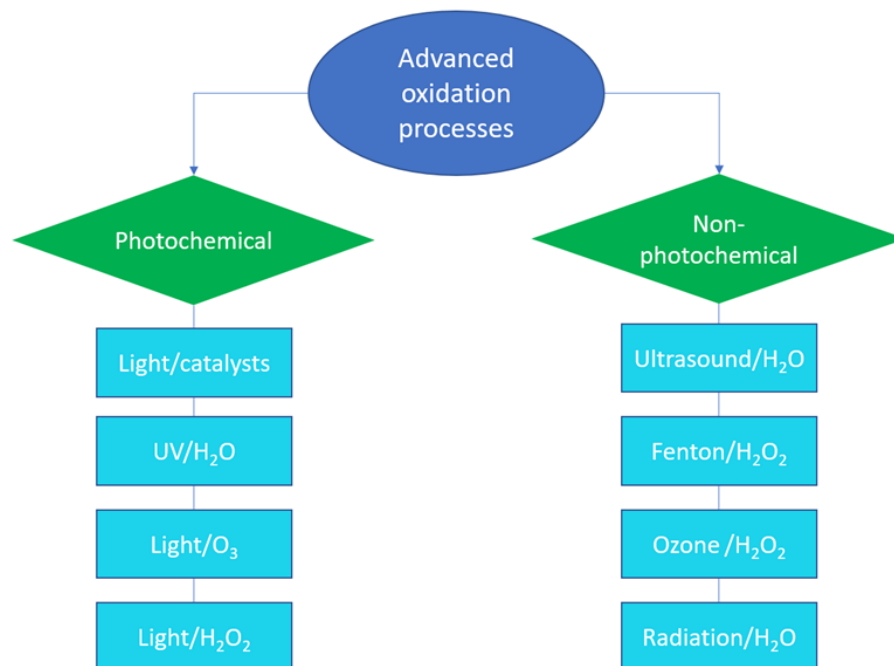 Advanced
oxidation
processes
Photochemical
Light/catalysts
UV/H₂O
Light/O₃
Light/H₂O₂
Non-
photochemical
Ultrasound/H₂O
Fenton/H₂O₂
Ozone /H₂O₂
Radiation/H₂O